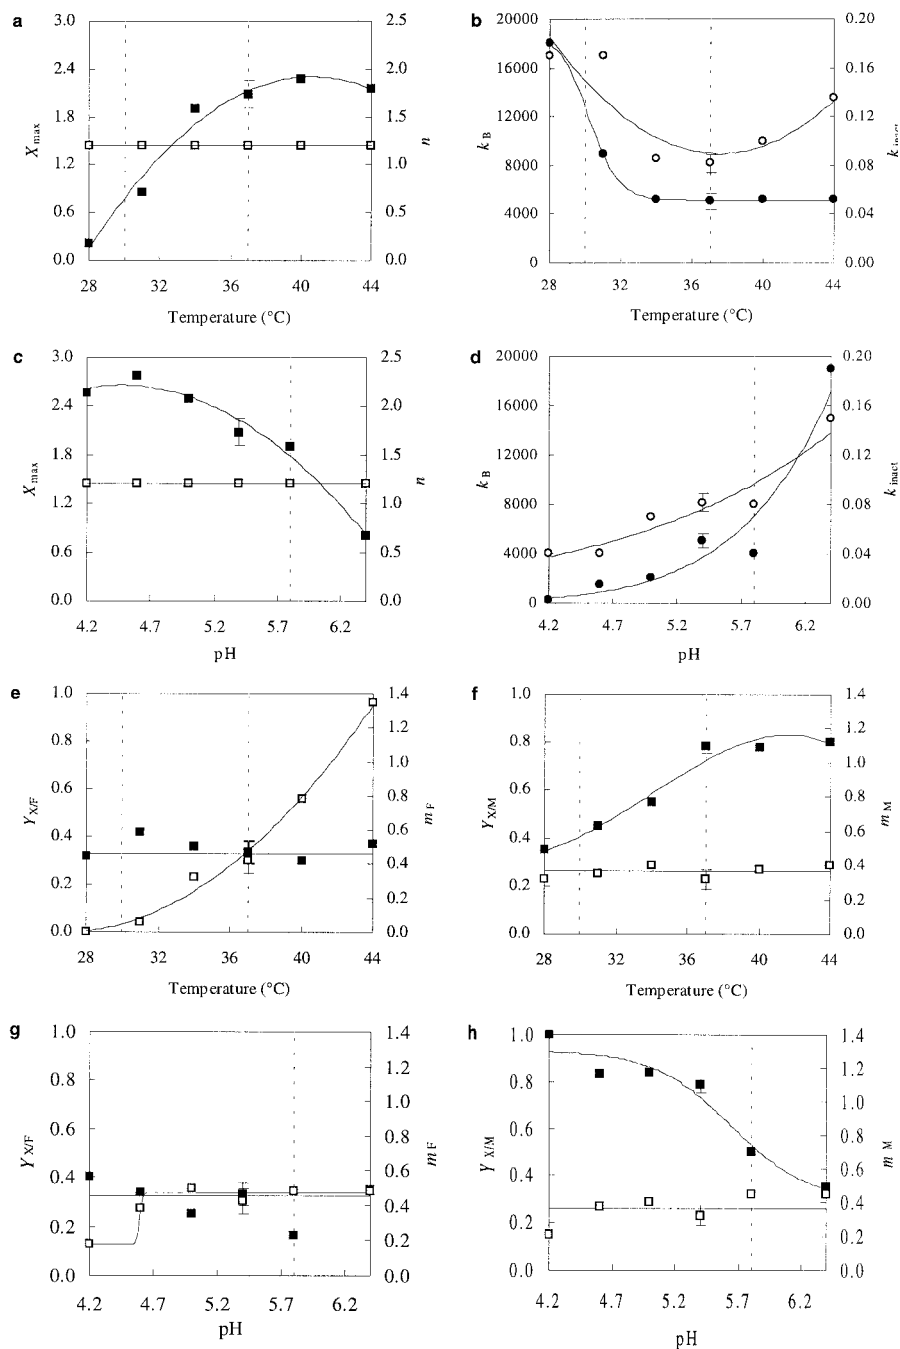 a
b
3.0
2.4
1.8
1.2
0.6
0.0
X max
2.5
2.0
1.5
1.0
0.5
0.0
n
28 32 36 40 44
Temperature (°C)
20000
16000
12000
8000
4000
0
k B
0.20
0.16
0.12
0.08
0.04
0.00
k inact
28 32 36 40 44
Temperature (°C)
c
d
3.0
2.4
1.8
1.2
0.6
0.0
X max
2.5
2.0
1.5
1.0
0.5
0.0
n
4.2 4.7 5.2 5.7 6.2
pH
20000
16000
12000
8000
4000
0
k B
0.20
0.16
0.12
0.08
0.04
0.00
k inact
4.2 4.7 5.2 5.7 6.2
pH
e
f
1.0
0.8
0.6
0.4
0.2
0.0
Y X/F
1.4
1.2
1.0
0.8
0.6
0.4
0.2
0.0
m F
28 32 36 40 44
Temperature (°C)
1.0
0.8
0.6
0.4
0.2
0.0
Y X/M
1.4
1.2
1.0
0.8
0.6
0.4
0.2
0.0
m M
28 32 36 40 44
Temperature (°C)
g
h
1.0
0.8
0.6
0.4
0.2
0.0
Y X/F
1.4
1.2
1.0
0.8
0.6
0.4
0.2
0.0
m F
4.2 4.7 5.2 5.7 6.2
pH
1.0
0.8
0.6
0.4
0.2
0.0
Y X/M
1.4
1.2
1.0
0.8
0.6
0.4
0.2
0.0
m M
4.2 4.7 5.2 5.7 6.2
pH